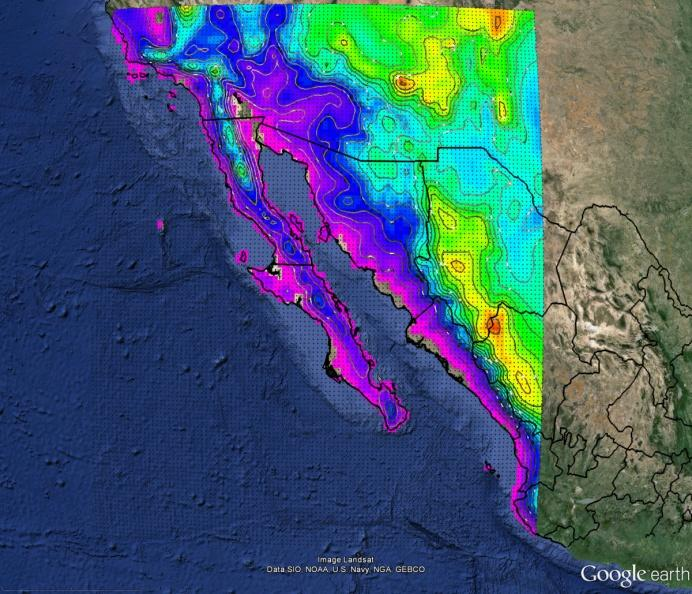 Image Landsat
Data SIO, NOAA, U.S. Navy, NGA, GEBCO
Google earth